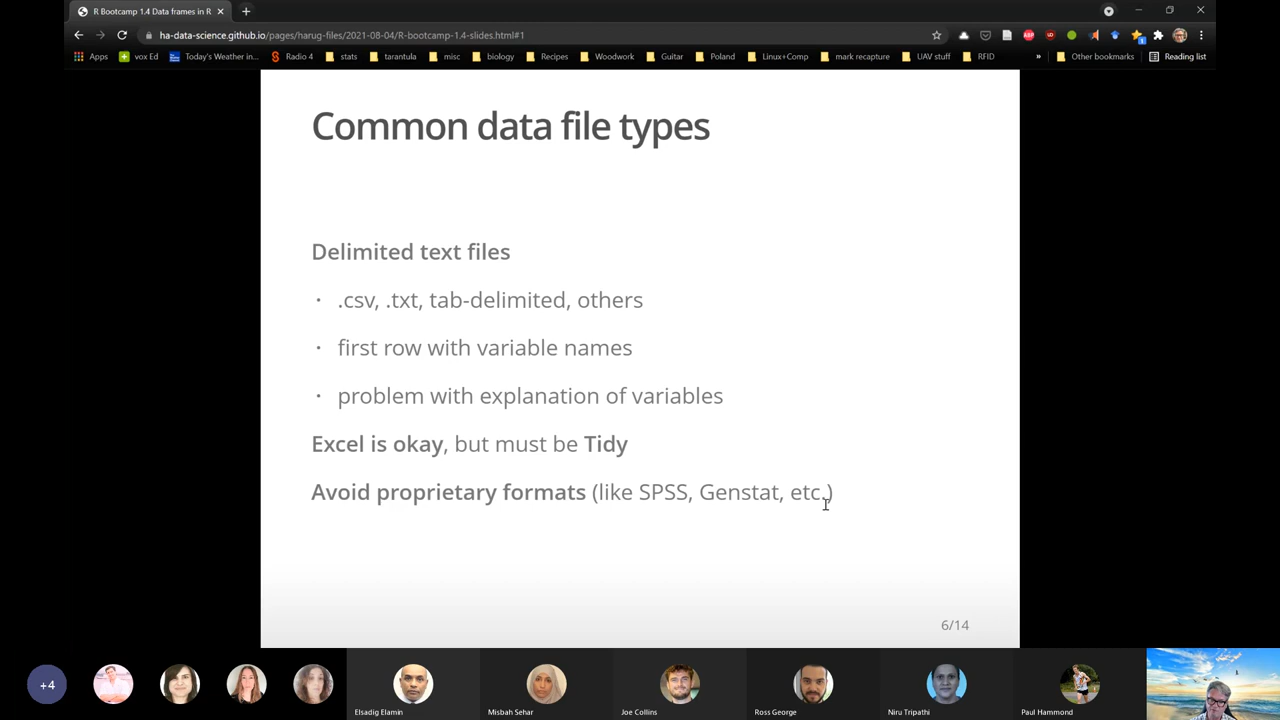 R Bootcamp 1.4 Data frames in R
ha-data-science.github.io/pages/harug-files/2021-08-04/R-bootcamp-1.4-slides.html#1
Apps vox Ed Today's Weather in... Radio 4 stats tarantula misc biology Recipes Woodwork Guitar Poland Linux+Comp mark recapture UAV stuff RFID » Other bookmarks Reading list
Common data file types
Delimited text files
· .csv, .txt, tab-delimited, others
· first row with variable names
· problem with explanation of variables
Excel is okay, but must be Tidy
Avoid proprietary formats (like SPSS, Genstat, etc.)
6/14
+4
Elsadig Elamin Misbah Sehar Joe Collins Ross George Niru Tripathi Paul Hammond